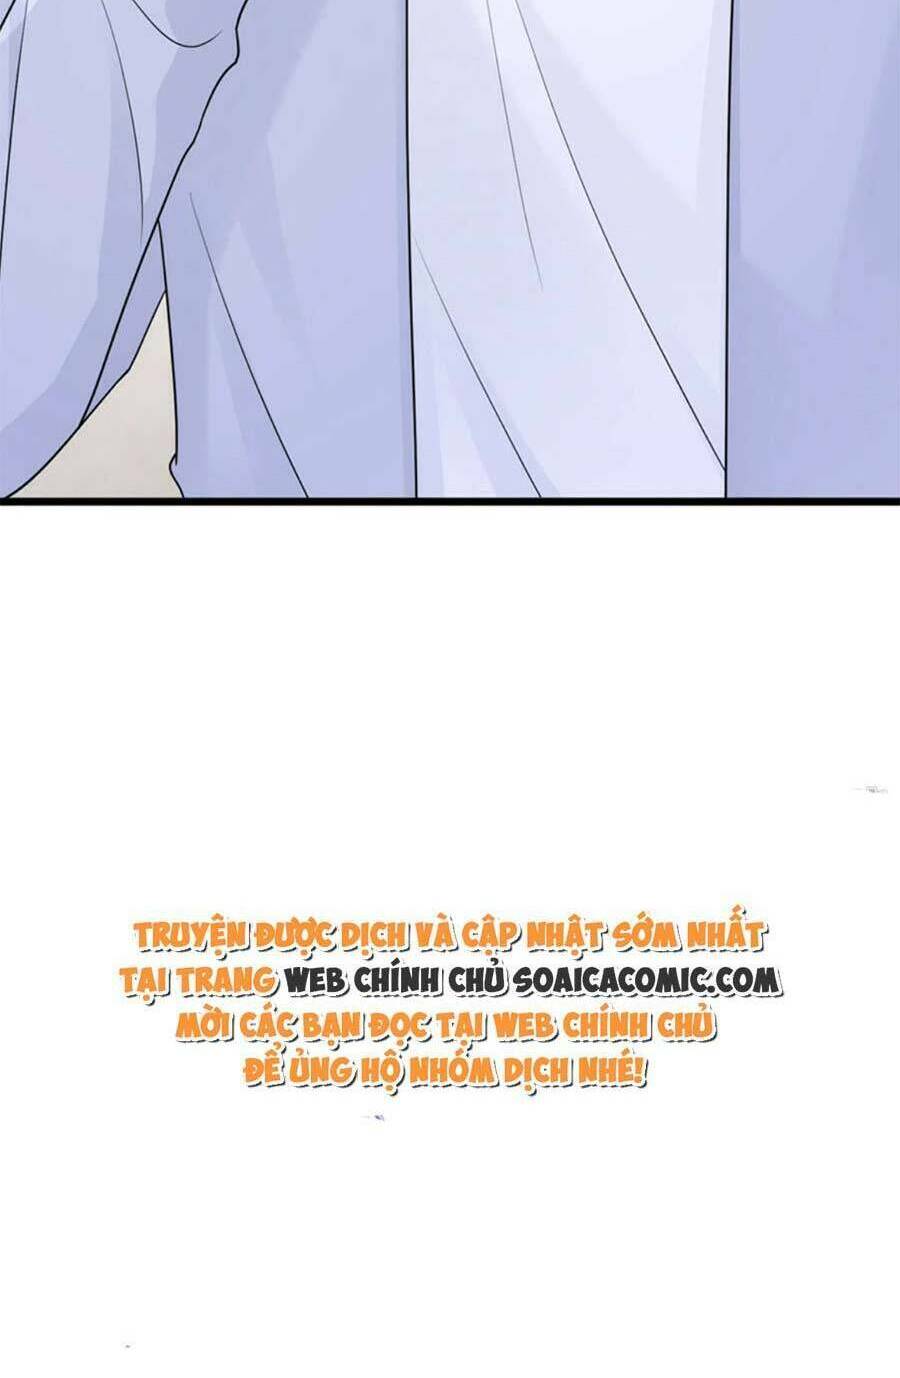 TRUYỆN ĐƯỢC DỊCH VÀ CẬP NHẬT SỚM NHẤT
TẠI TRANG WEB CHÍNH CHỦ SOAICACOMIC.COM
MỜI CÁC BẠN ĐỌC TẠI WEB CHÍNH CHỦ
ĐỂ ỦNG HỘ NHÓM DỊCH NHÉ!